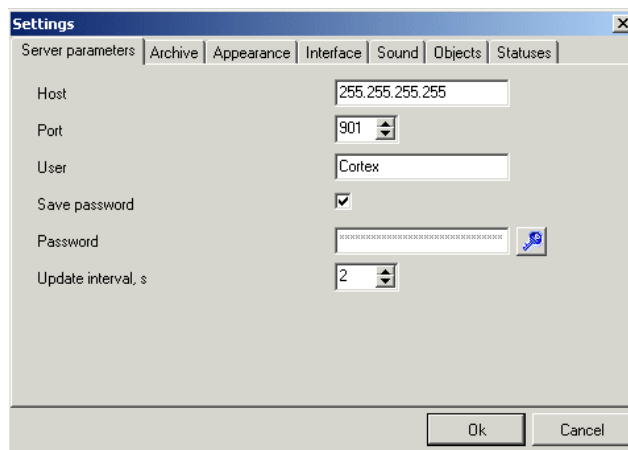 Settings
Server parameters Archive Appearance Interface Sound Objects Statuses
Host 255.255.255.255
Port 901
User Cortex
Save password
Password ******************************
Update interval, s 2
Ok Cancel